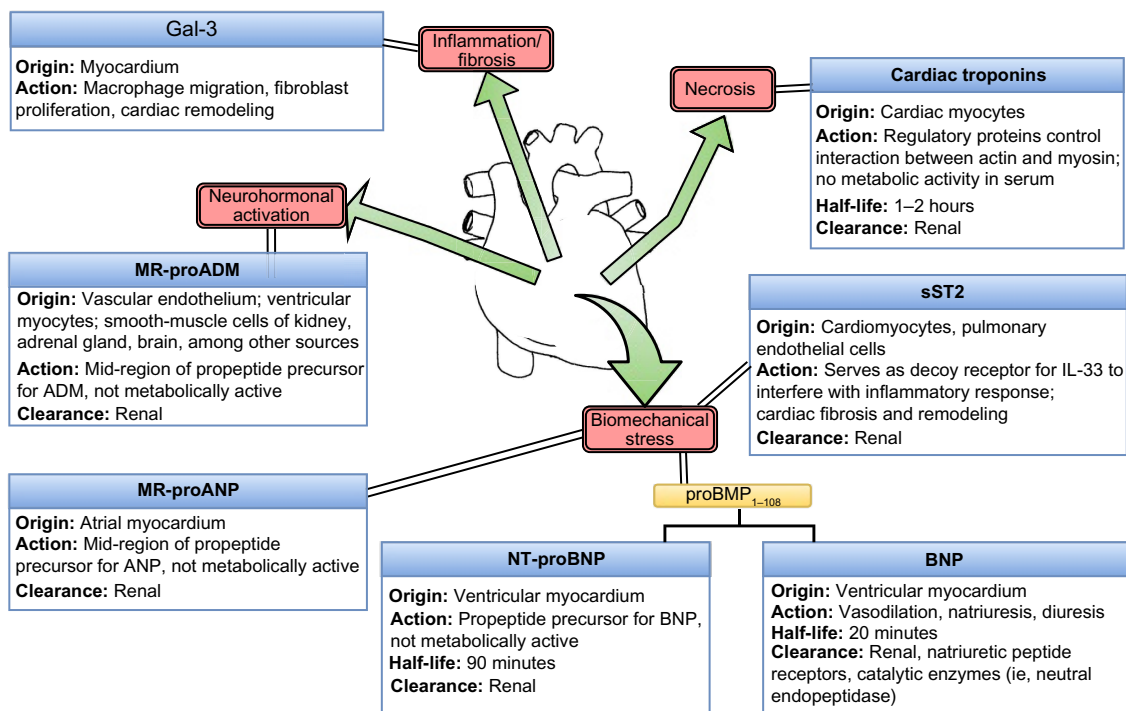 Gal-3
Origin: Myocardium
Action: Macrophage migration, fibroblast
proliferation, cardiac remodeling
Inflammation/
fibrosis
Necrosis
Cardiac troponins
Origin: Cardiac myocytes
Action: Regulatory proteins control
interaction between actin and myosin;
no metabolic activity in serum
Half-life: 1–2 hours
Clearance: Renal
Neurohormonal
activation
MR-proADM
Origin: Vascular endothelium; ventricular
myocytes; smooth-muscle cells of kidney,
adrenal gland, brain, among other sources
Action: Mid-region of propeptide precursor
for ADM, not metabolically active
Clearance: Renal
sST2
Origin: Cardiomyocytes, pulmonary
endothelial cells
Action: Serves as decoy receptor for IL-33 to
interfere with inflammatory response;
cardiac fibrosis and remodeling
Clearance: Renal
Biomechanical
stress
MR-proANP
Origin: Atrial myocardium
Action: Mid-region of propeptide
precursor for ANP, not metabolically active
Clearance: Renal
proBMP1–108
NT-proBNP
Origin: Ventricular myocardium
Action: Propeptide precursor for BNP,
not metabolically active
Half-life: 90 minutes
Clearance: Renal
BNP
Origin: Ventricular myocardium
Action: Vasodilation, natriuresis, diuresis
Half-life: 20 minutes
Clearance: Renal, natriuretic peptide
receptors, catalytic enzymes (ie, neutral
endopeptidase)